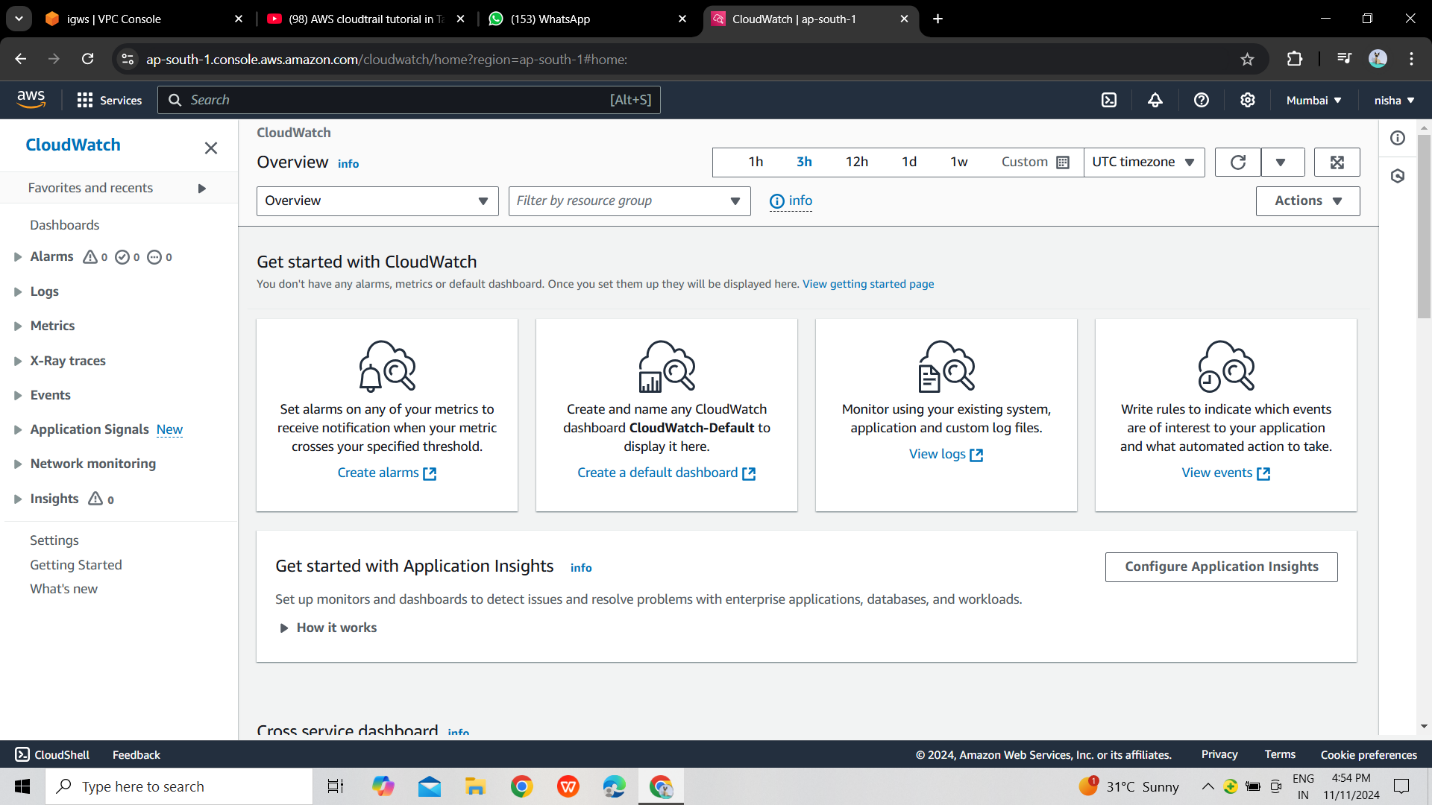 igws | VPC Console
(98) AWS cloudtrail tutorial in Ta
(153) WhatsApp
CloudWatch | ap-south-1
ap-south-1.console.aws.amazon.com/cloudwatch/home?region=ap-south-1#home:
aws
Services
Search
[Alt+S]
Mumbai
nisha
CloudWatch
Favorites and recents
Dashboards
Alarms 0 0 0
Logs
Metrics
X-Ray traces
Events
Application Signals New
Network monitoring
Insights 0
Settings
Getting Started
What's new
CloudWatch
Overview info
1h 3h 12h 1d 1w Custom UTC timezone
Overview
Filter by resource group
info
Actions
Get started with CloudWatch
You don't have any alarms, metrics or default dashboard. Once you set them up they will be displayed here. View getting started page
Set alarms on any of your metrics to
receive notification when your metric
crosses your specified threshold.
Create alarms
Create and name any CloudWatch
dashboard CloudWatch-Default to
display it here.
Create a default dashboard
Monitor using your existing system,
application and custom log files.
View logs
Write rules to indicate which events
are of interest to your application
and what automated action to take.
View events
Get started with Application Insights info
Configure Application Insights
Set up monitors and dashboards to detect issues and resolve problems with enterprise applications, databases, and workloads.
How it works
Cross service dashboard info
CloudShell
Feedback
© 2024, Amazon Web Services, Inc. or its affiliates.
Privacy
Terms
Cookie preferences
Type here to search
1
31°C Sunny
ENG
IN
4:54 PM
11/11/2024